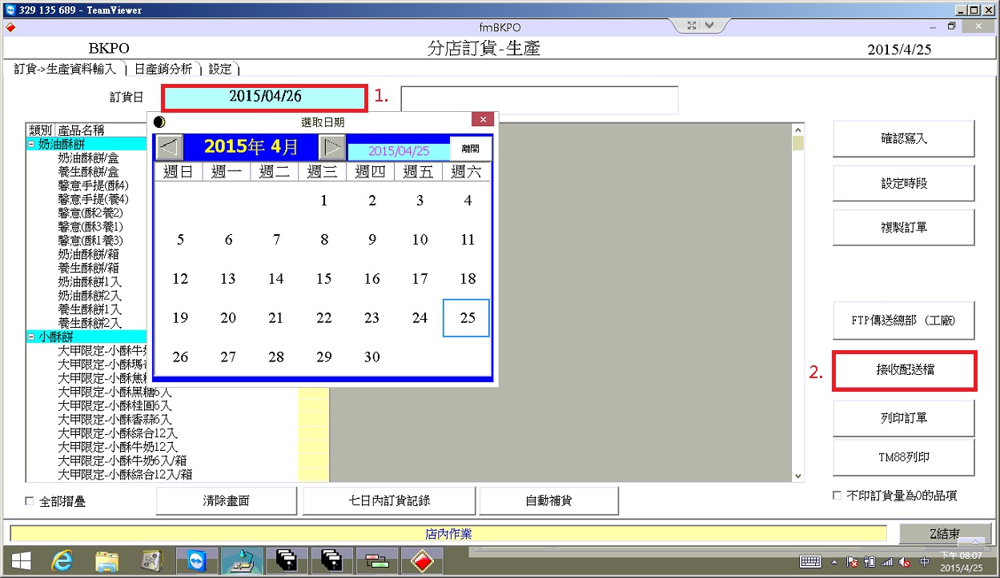 329 135 689 - TeamViewer
fmBKPO
BKPO
分店訂貨-生產
2015/4/25
訂貨->生產資料輸入
日產銷分析
設定
訂貨日
2015/04/26
1.
選取日期
2015年 4月
2015/04/25
離開
週日 週一 週二 週三 週四 週五 週六
1 2 3 4
5 6 7 8 9 10 11
12 13 14 15 16 17 18
19 20 21 22 23 24 25
26 27 28 29 30
類別 產品名稱
奶油酥餅
奶油酥餅/盒
養生酥餅/盒
馨意手提(酥4)
馨意手提(養4)
馨意(酥2養2)
馨意(酥3養1)
馨意(酥1養3)
奶油酥餅/箱
養生酥餅/箱
奶油酥餅1入
奶油酥餅2入
養生酥餅1入
養生酥餅2入
小酥餅
大甲限定-小酥牛
大甲限定-小酥瑪
大甲限定-小酥焦
大甲限定-小酥黑糖6入
大甲限定-小酥桂圓6入
大甲限定-小酥香蒜6入
大甲限定-小酥綜合12入
大甲限定-小酥牛奶12入
大甲限定-小酥牛奶6入/箱
大甲限定-小酥綜合12入/箱
確認寫入
設定時段
複製訂單
FTP傳送總部 (工廠)
2.
接收配送檔
列印訂單
TM88列印
不印訂貨量為0的品項
全部摺疊
清除畫面
七日內訂貨記錄
自動補貨
店內作業
Z結束
中
下午 08:07
2015/4/25